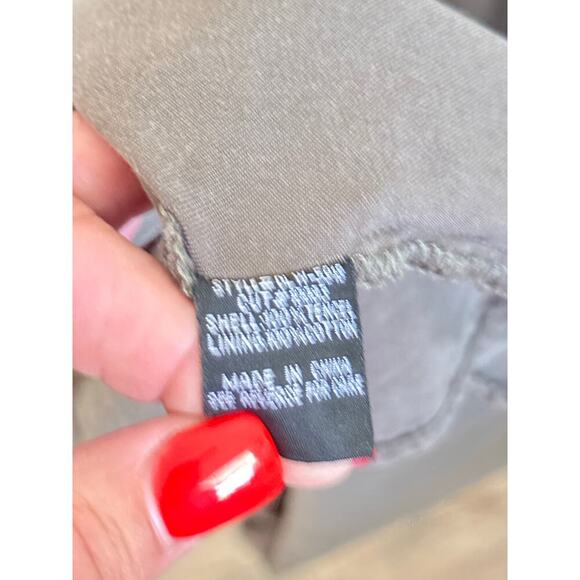 STYLE#
CUT#
SHELL:100% TENCEL
LINING:100%COTTON
MADE IN CHINA
SEE REVERSE FOR CARE